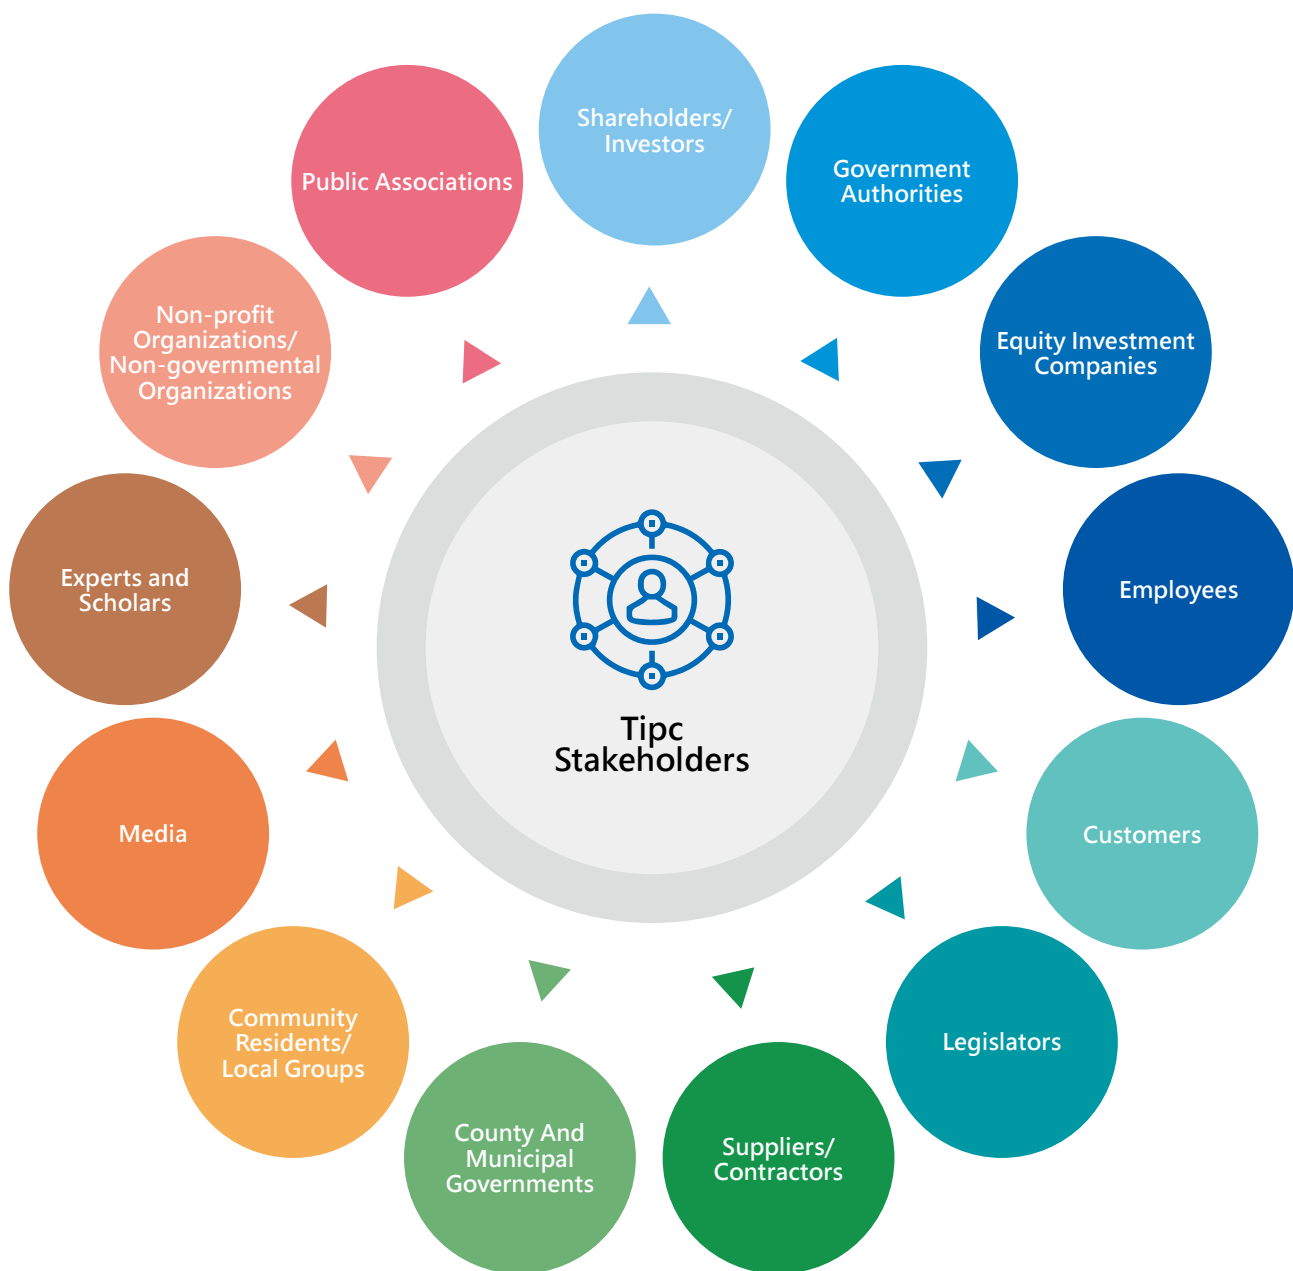 Shareholders/
Investors
Government
Authorities
Equity Investment
Companies
Employees
Customers
Legislators
Suppliers/
Contractors
County And
Municipal
Governments
Community
Residents/
Local Groups
Media
Experts and
Scholars
Non-profit
Organizations/
Non-governmental
Organizations
Public Associations
Tipc
Stakeholders